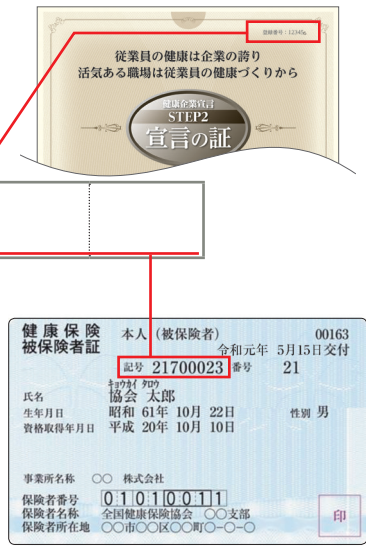 登録番号：12345g
従業員の健康は企業の誇り
活気ある職場は従業員の健康づくりから
健康企業宣言
STEP2
宣言の証
健康保険
被保険者証
本人（被保険者）
00163
令和元年 5月15日交付
記号 21700023 番号 21
キョウカイ タロウ
氏名 協会 太郎
生年月日 昭和 61年 10月 22日 性別 男
資格取得年月日 平成 20年 10月 10日
事業所名称 ○○ 株式会社
保険者番号 01010011
保険者名称 全国健康保険協会 ○○支部
保険者所在地 ○○市○○区○○町○-○-○
印